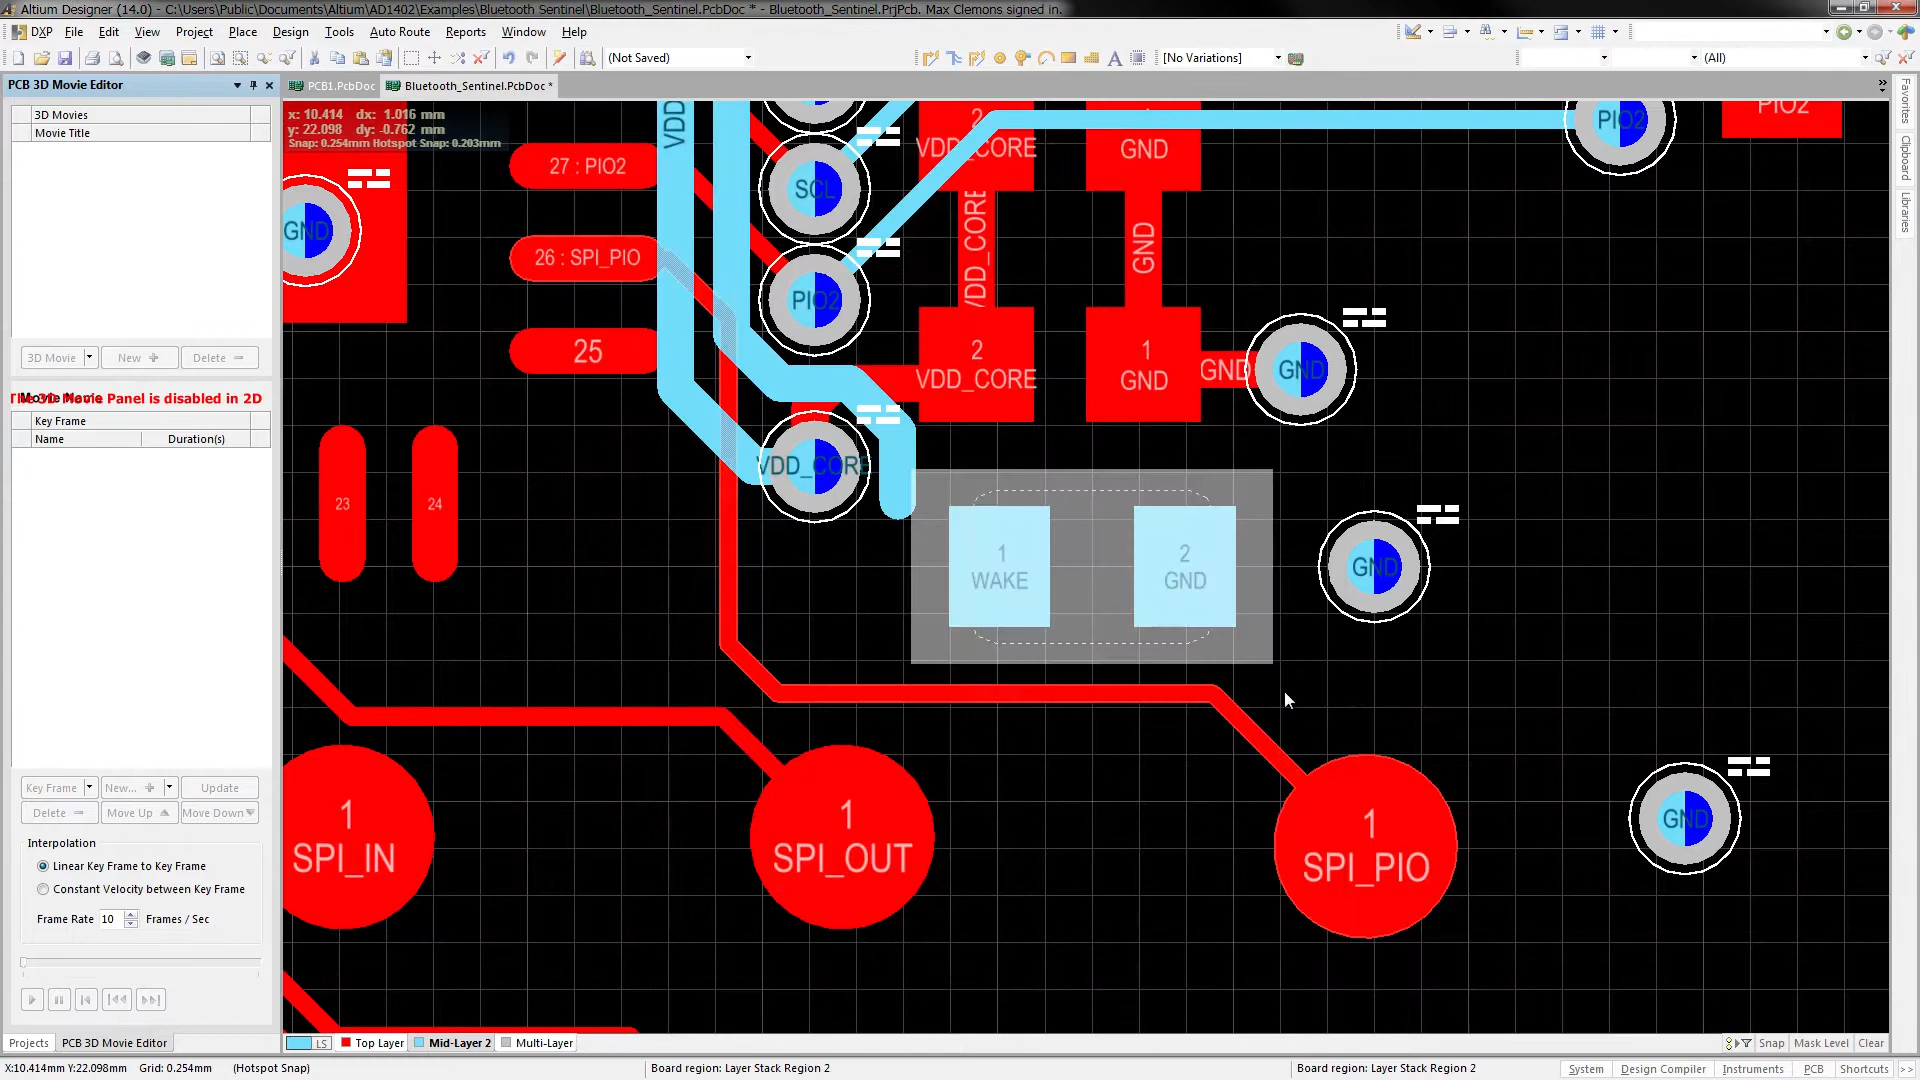 Altium Designer (14.0) - C:\Users\Public\Documents\Altium\AD1402\Examples\Bluetooth Sentinel\Bluetooth_Sentinel.PcbDoc * - Bluetooth_Sentinel.PrjPcb. Max Clemons signed in.
DXP File Edit View Project Place Design Tools Auto Route Reports Window Help
(Not Saved) [No Variations] (All)
PCB 3D Movie Editor
PCB1.PcbDoc Bluetooth_Sentinel.PcbDoc *
3D Movies
Movie Title
3D Movie New Delete
The 3D Movie Panel is disabled in 2D
Key Frame
Name Duration(s)
Key Frame New... Update
Delete Move Up Move Down
Interpolation
Linear Key Frame to Key Frame
Constant Velocity between Key Frame
Frame Rate 10 Frames / Sec
Projects PCB 3D Movie Editor
x: 10.414 dx: 1.016 mm
y: 22.098 dy: -0.762 mm
Snap: 0.254mm Hotspot Snap: 0.203mm
VDD
27 : PIO2
SCL
2
VDD_CORE
GND
PIO2
PIO2
GND
26 : SPI_PIO
PIO2
VDD_CORE
GND
25
2
VDD_CORE
1
GND
GND
GND
23
24
VDD_CORE
1
WAKE
2
GND
GND
1
SPI_IN
1
SPI_OUT
1
SPI_PIO
GND
Favorites
Clipboard
Libraries
LS Top Layer Mid-Layer 2 Multi-Layer
Snap Mask Level Clear
X:10.414mm Y:22.098mm Grid: 0.254mm (Hotspot Snap)
Board region: Layer Stack Region 2
Board region: Layer Stack Region 2
System Design Compiler Instruments PCB Shortcuts >>